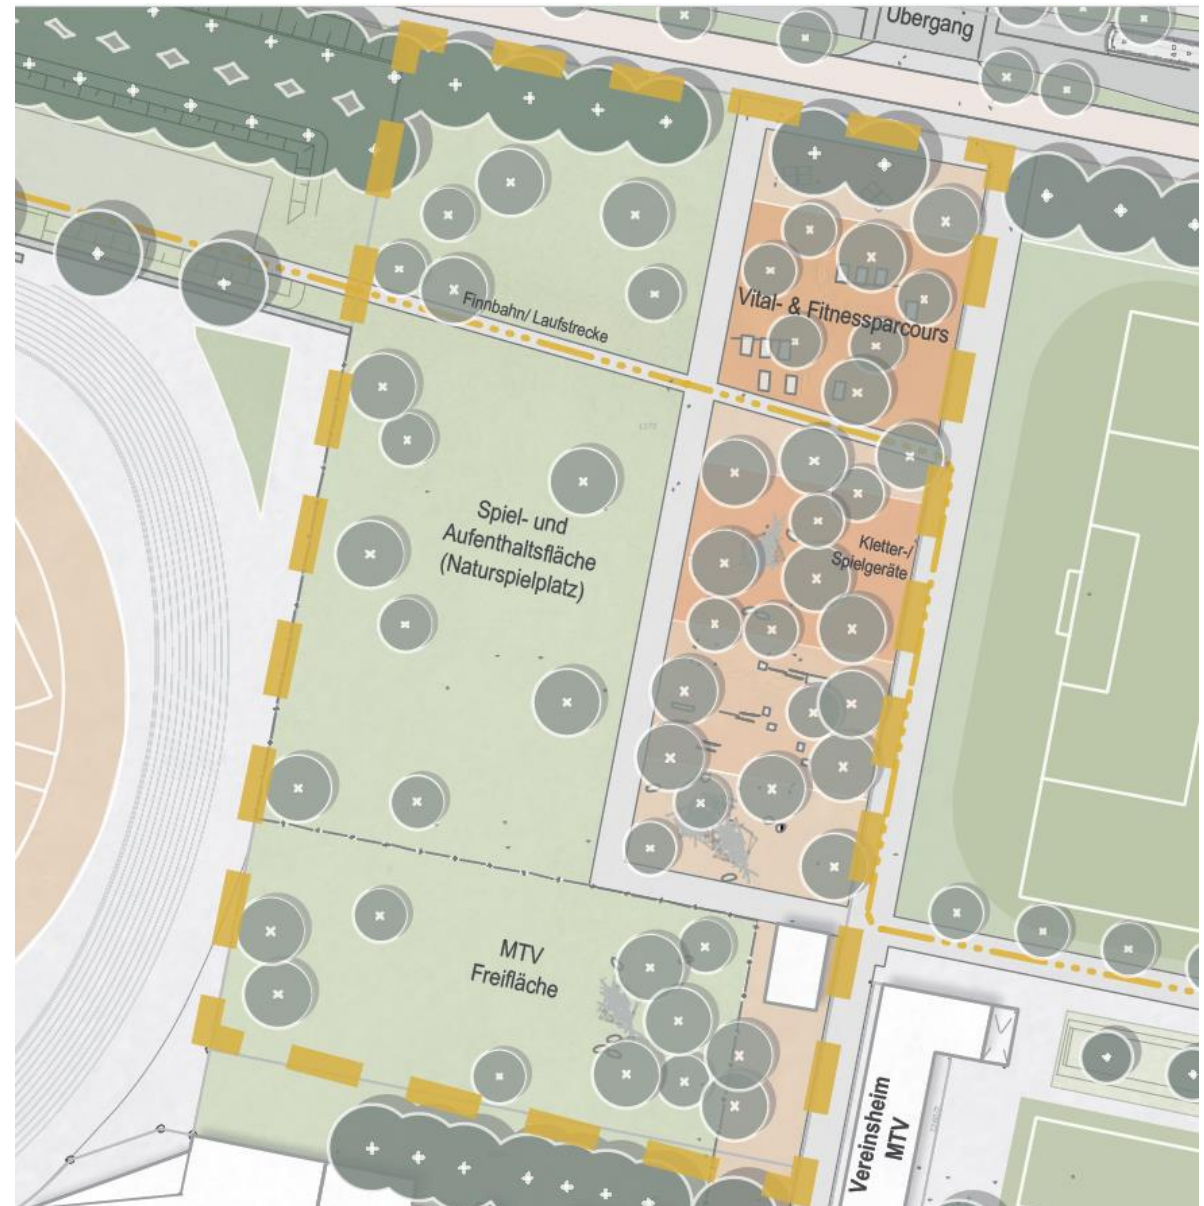 Übergang
Finnbahn/ Laufstrecke
Vital- & Fitnessparcours
Spiel- und
Aufenthaltsfläche
(Naturspielplatz)
Kletter-/
Spielgeräte
MTV
Freifläche
Vereinsheim
MTV